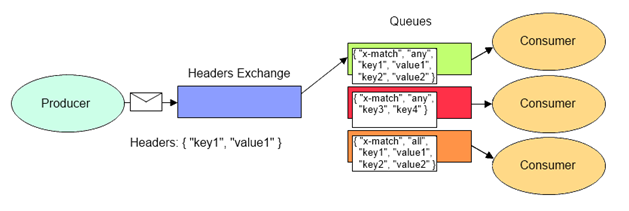 Queues
Headers Exchange
Producer
Headers: { "key1", "value1" }
{ "x-match", "any",
"key1", "value1",
"key2", "value2" }
{ "x-match", "any",
"key3", "key4" }
{ "x-match", "all",
"key1", "value1",
"key2", "value2" }
Consumer
Consumer
Consumer